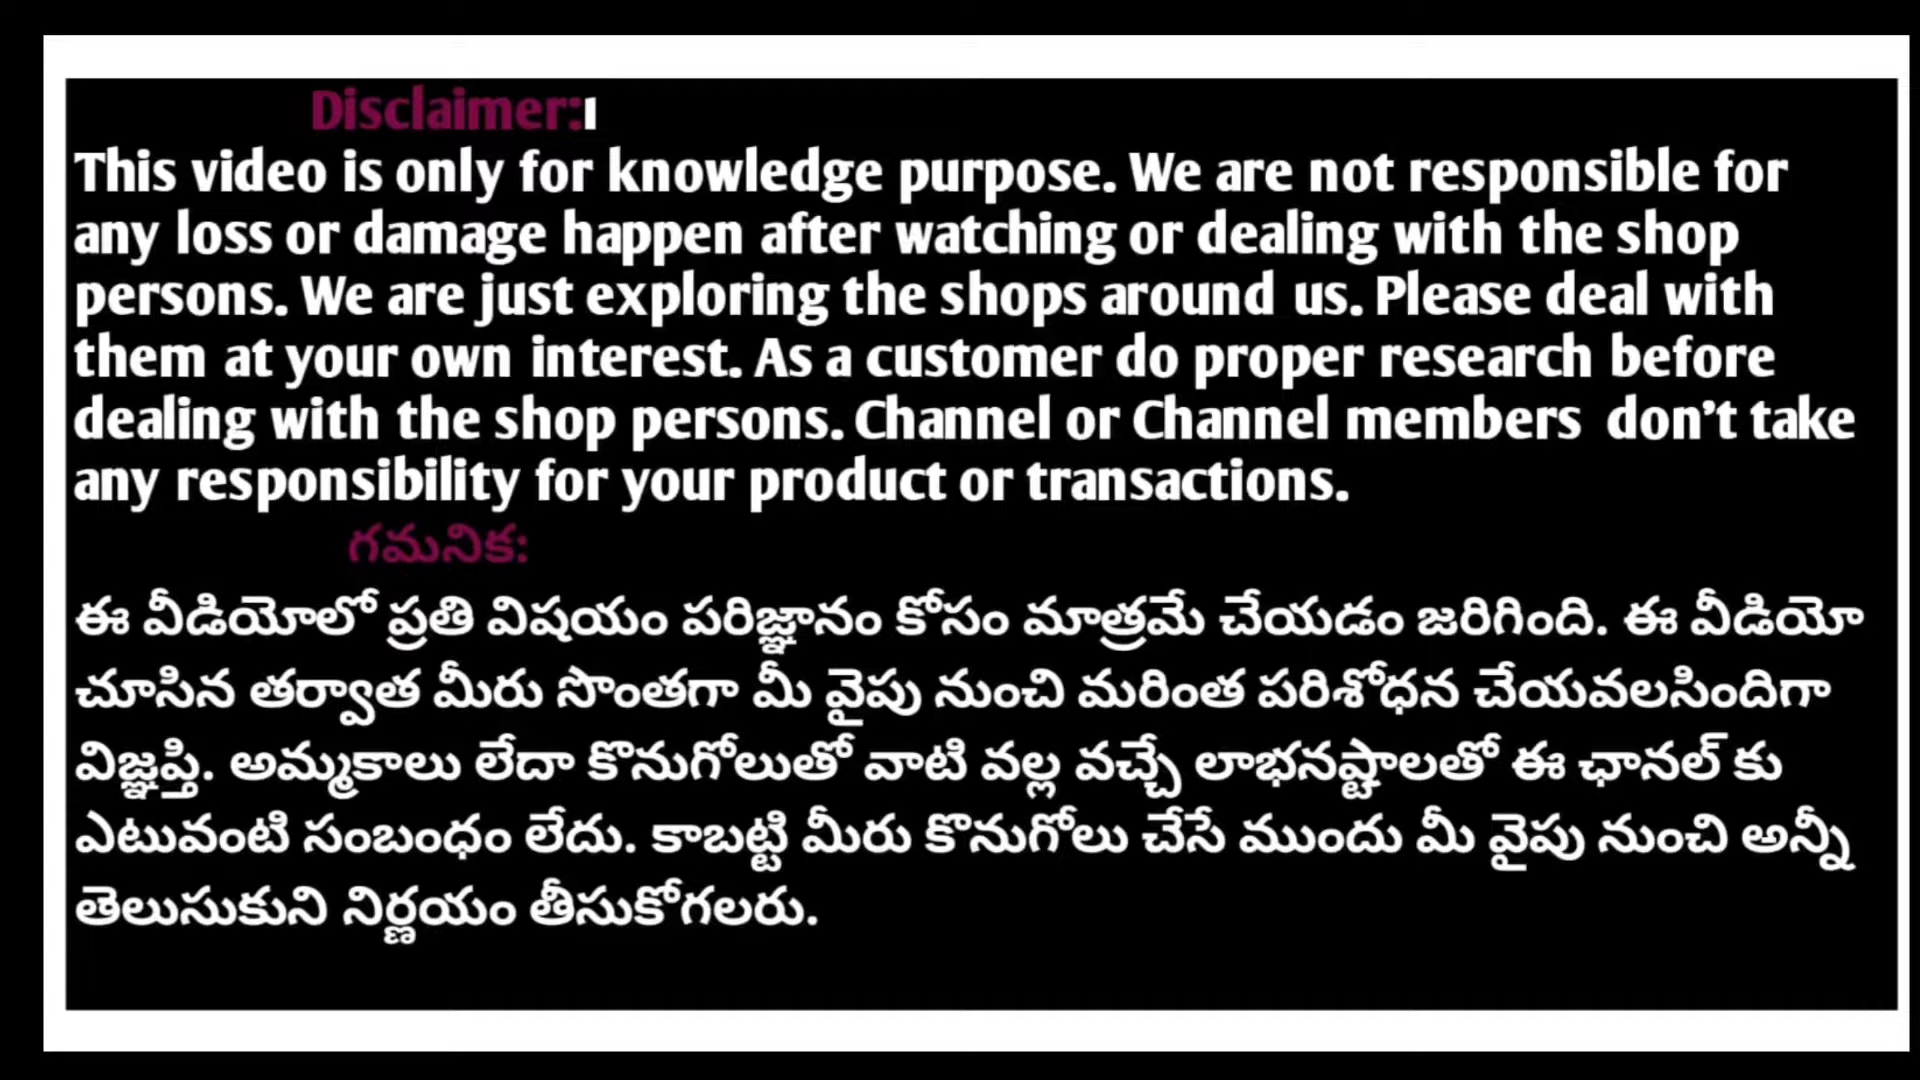 Disclaimer:
This video is only for knowledge purpose. We are not responsible for
any loss or damage happen after watching or dealing with the shop
persons. We are just exploring the shops around us. Please deal with
them at your own interest. As a customer do proper research before
dealing with the shop persons. Channel or Channel members don't take
any responsibility for your product or transactions.
గమనిక:
ఈ వీడియోలో ప్రతి విషయం పరిజ్ఞానం కోసం మాత్రమే చేయడం జరిగింది. ఈ వీడియో
చూసిన తర్వాత మీరు సొంతగా మీ వైపు నుంచి మరింత పరిశోధన చేయవలసిందిగా
విజ్ఞప్తి. అమ్మకాలు లేదా కొనుగోలుతో వాటి వల్ల వచ్చే లాభనష్టాలతో ఈ ఛానల్ కు
ఎటువంటి సంబంధం లేదు. కాబట్టి మీరు కొనుగోలు చేసే ముందు మీ వైపు నుంచి అన్నీ
తెలుసుకుని నిర్ణయం తీసుకోగలరు.